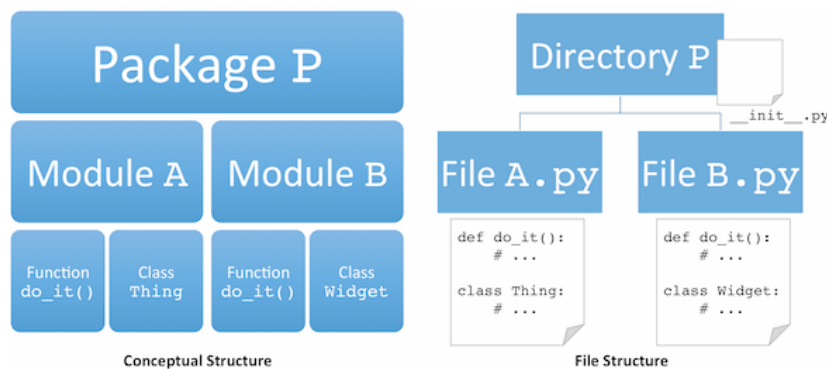 Package P
Module A
Module B
Function
do_it()
Class
Thing
Function
do_it()
Class
Widget
Conceptual Structure
Directory P
__init__.py
File A.py
File B.py
def do_it():
# ...
class Thing:
# ...
def do_it():
# ...
class Widget:
# ...
File Structure